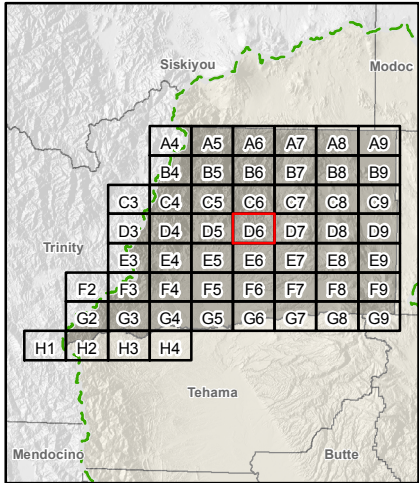 Siskiyou
Modoc
A4 A5 A6 A7 A8 A9
B4 B5 B6 B7 B8 B9
C3 C4 C5 C6 C7 C8 C9
Trinity
D3 D4 D5 D6 D7 D8 D9
E3 E4 E5 E6 E7 E8 E9
F2 F3 F4 F5 F6 F7 F8 F9
G2 G3 G4 G5 G6 G7 G8 G9
H1 H2 H3 H4
Tehama
Mendocino
Butte